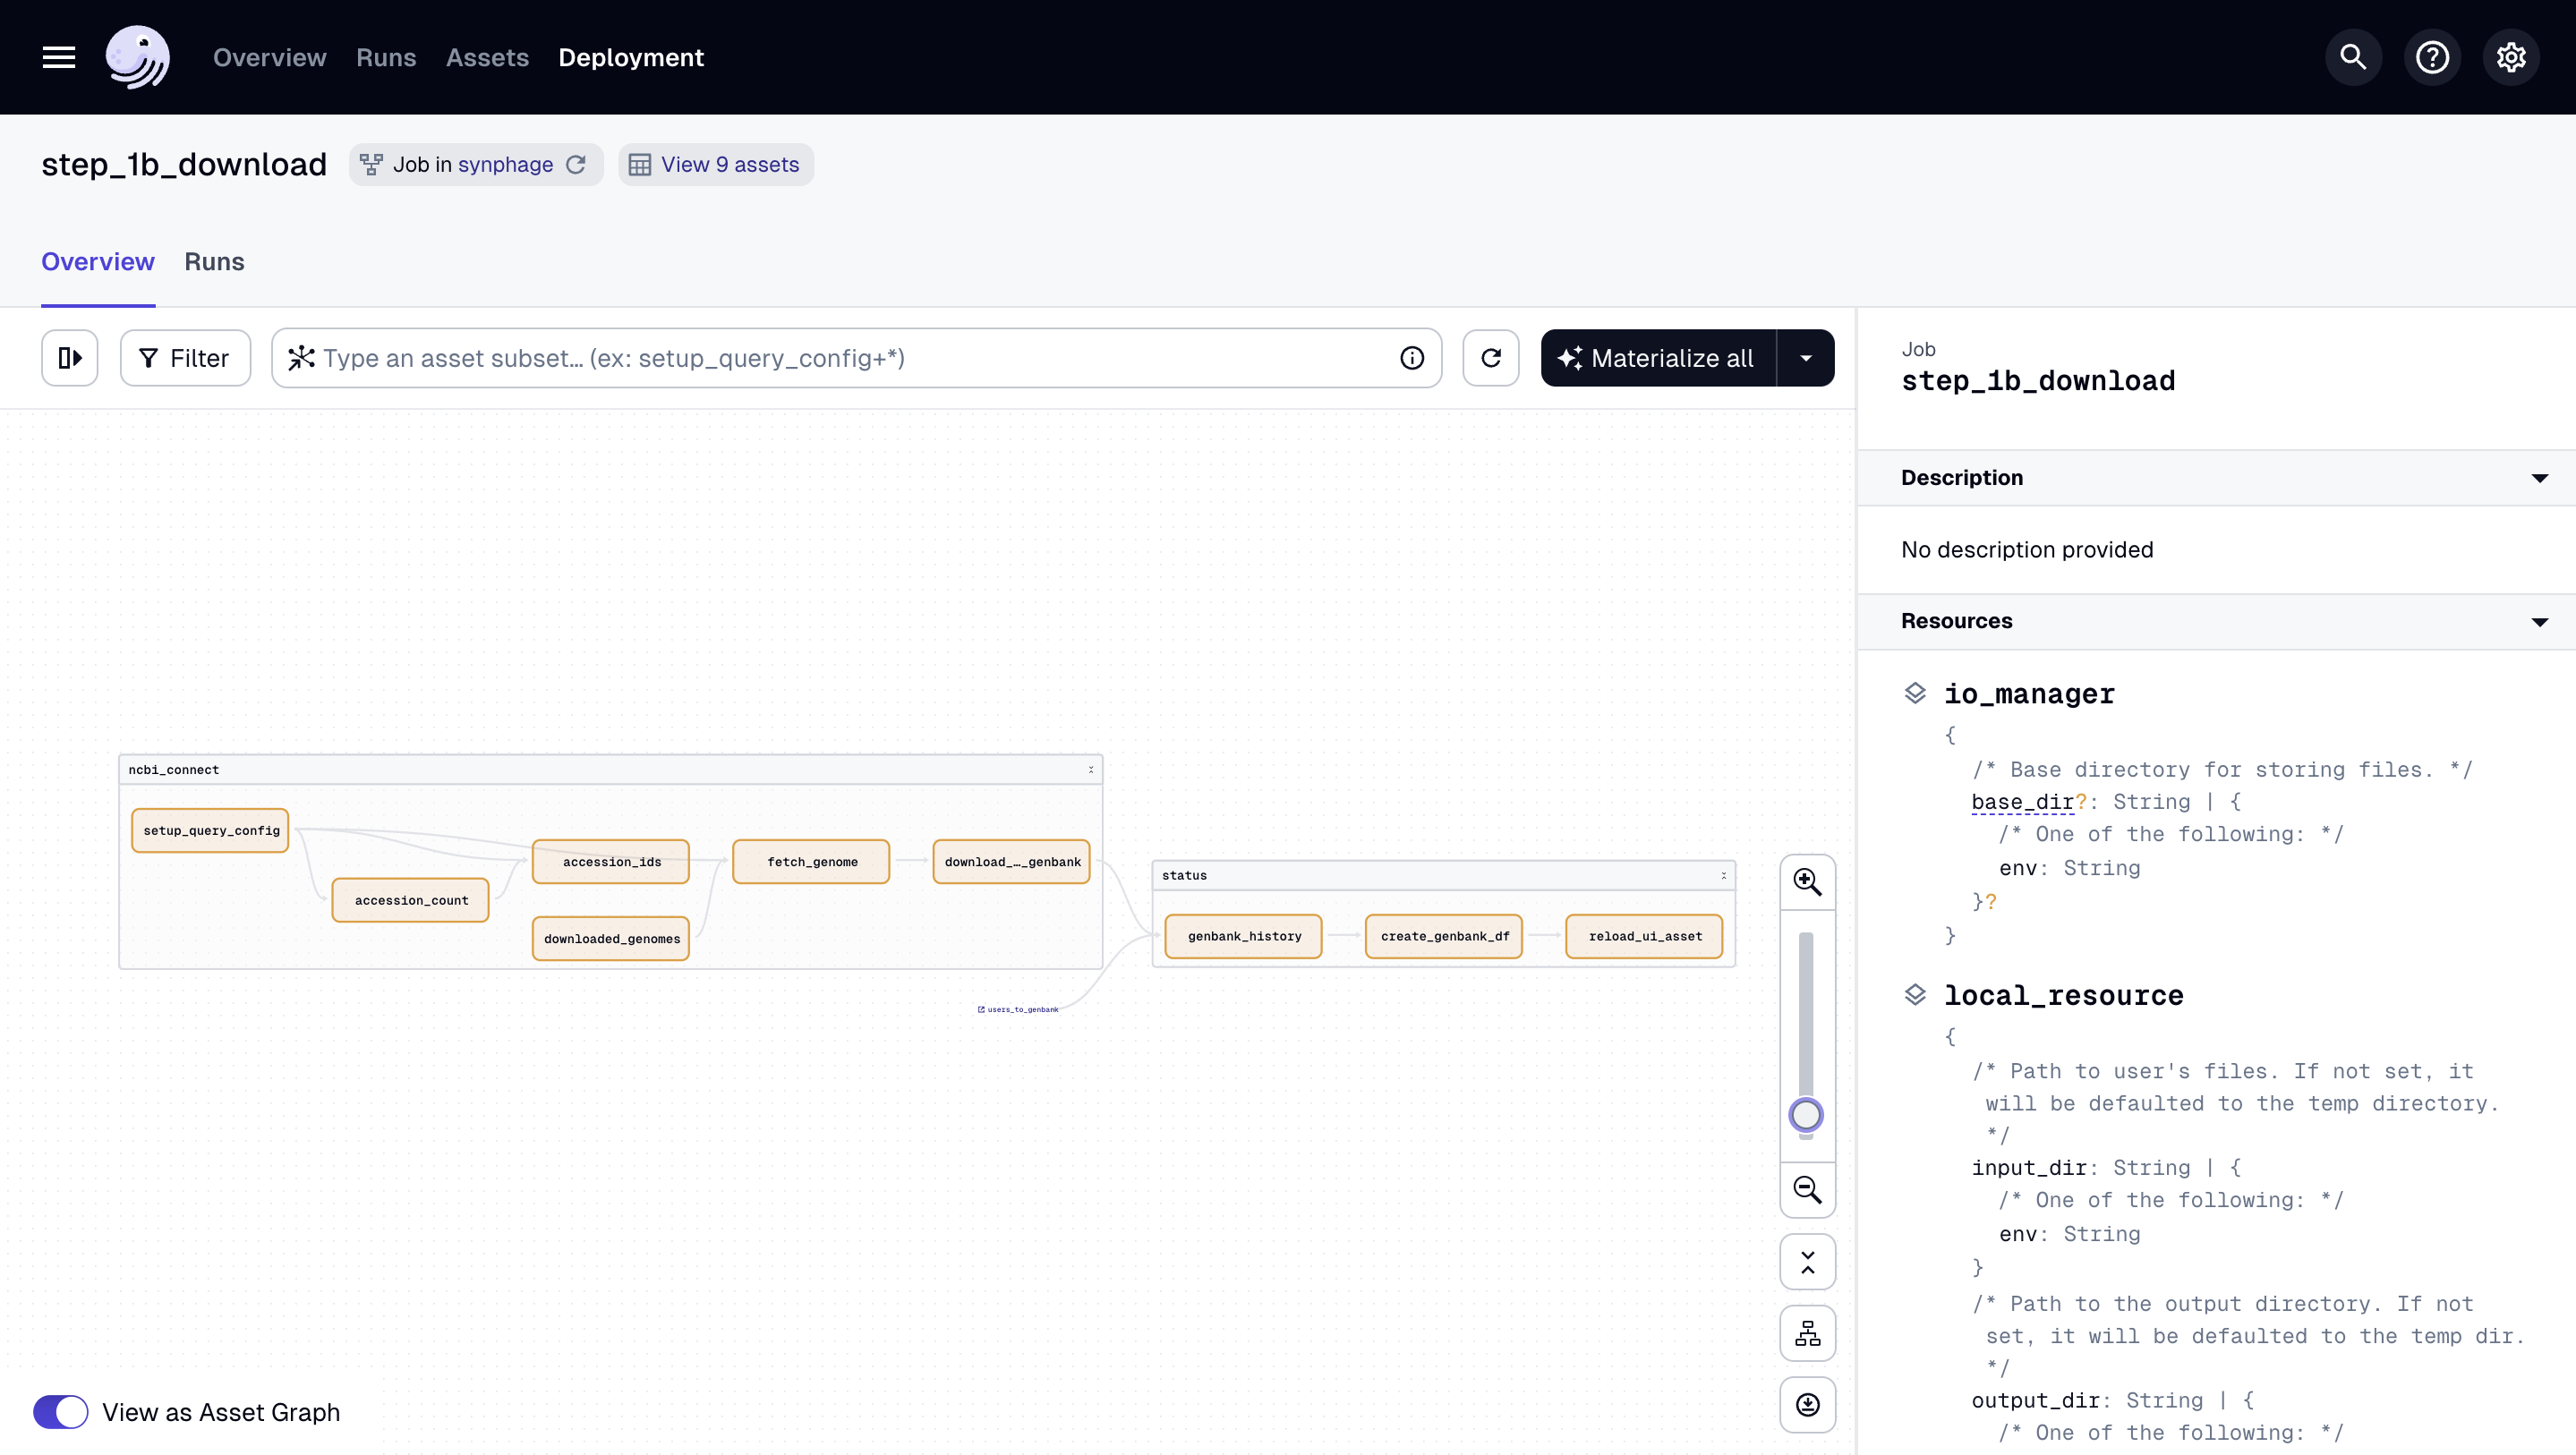 Overview Runs Assets Deployment
step_1b_download Job in synphage View 9 assets
Overview Runs
Filter Type an asset subset... (ex: setup_query_config+*) Materialize all
ncbi_connect
setup_query_config
accession_count
accession_ids
downloaded_genomes
fetch_genome
download_..._genbank
users_to_genbank
status
genbank_history
create_genbank_df
reload_ui_asset
View as Asset Graph
Job
step_1b_download
Description
No description provided
Resources
io_manager
{
/* Base directory for storing files. */
base_dir?: String | {
/* One of the following: */
env: String
}?
}
local_resource
{
/* Path to user's files. If not set, it
will be defaulted to the temp directory.
*/
input_dir: String | {
/* One of the following: */
env: String
}
/* Path to the output directory. If not
set, it will be defaulted to the temp dir.
*/
output_dir: String | {
/* One of the following: */